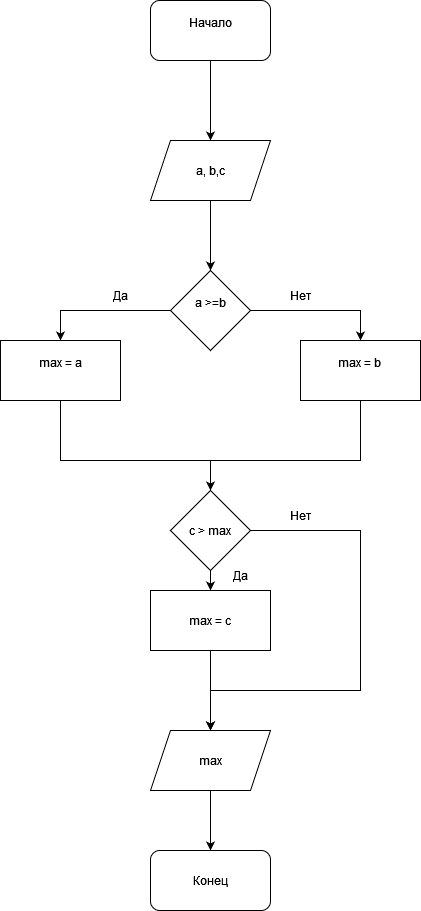 Начало
a, b,c
a >=b
Да
Нет
max = a
max = b
c > max
Нет
Да
max = c
max
Конец